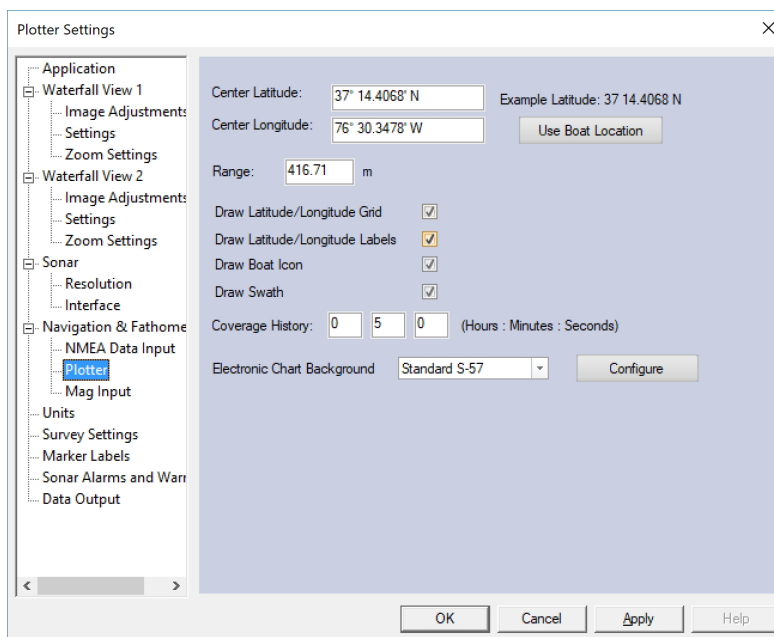 Plotter Settings
Application
Waterfall View 1
Image Adjustments
Settings
Zoom Settings
Waterfall View 2
Image Adjustments
Settings
Zoom Settings
Sonar
Resolution
Interface
Navigation & Fathome
NMEA Data Input
Plotter
Mag Input
Units
Survey Settings
Marker Labels
Sonar Alarms and Warr
Data Output
Center Latitude: 37° 14.4068' N Example Latitude: 37 14.4068 N
Center Longitude: 76° 30.3478' W Use Boat Location
Range: 416.71 m
Draw Latitude/Longitude Grid
Draw Latitude/Longitude Labels
Draw Boat Icon
Draw Swath
Coverage History: 0 5 0 (Hours : Minutes : Seconds)
Electronic Chart Background Standard S-57 Configure
OK Cancel Apply Help